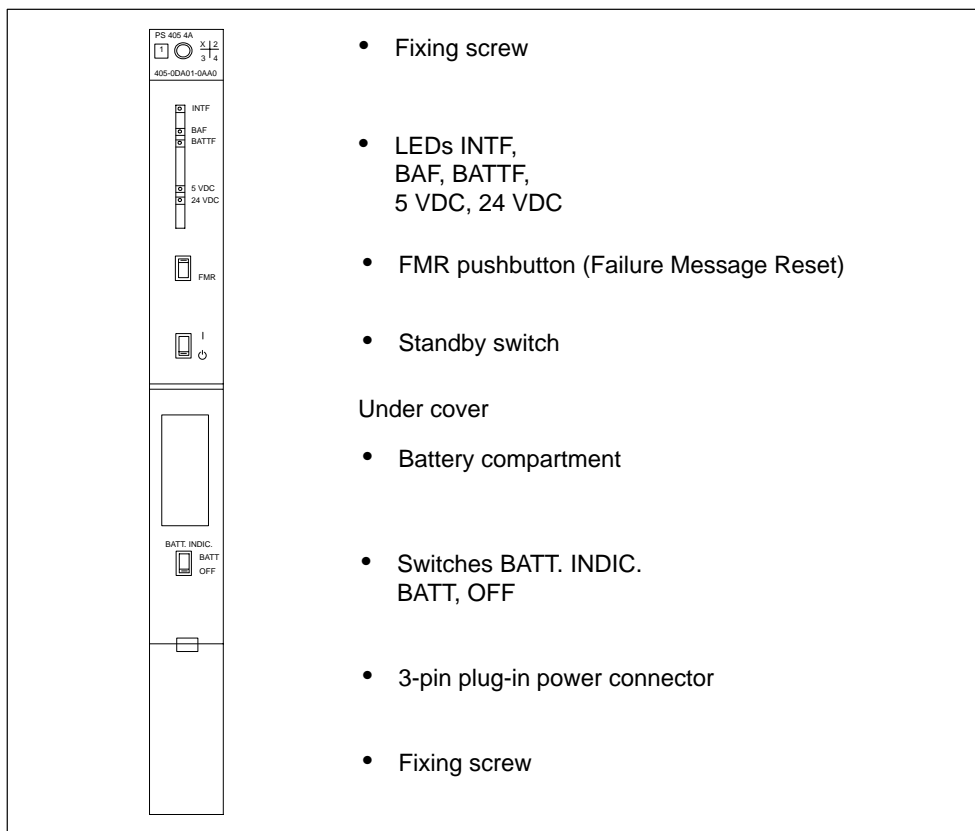 PS 405 4A
1
X 2
3 4
405-0DA01-0AA0
INTF
BAF
BATTF
5 VDC
24 VDC
FMR
I
BATT. INDIC.
BATT
OFF
• Fixing screw
• LEDs INTF,
BAF, BATTF,
5 VDC, 24 VDC
• FMR pushbutton (Failure Message Reset)
• Standby switch
Under cover
• Battery compartment
• Switches BATT. INDIC.
BATT, OFF
• 3-pin plug-in power connector
• Fixing screw